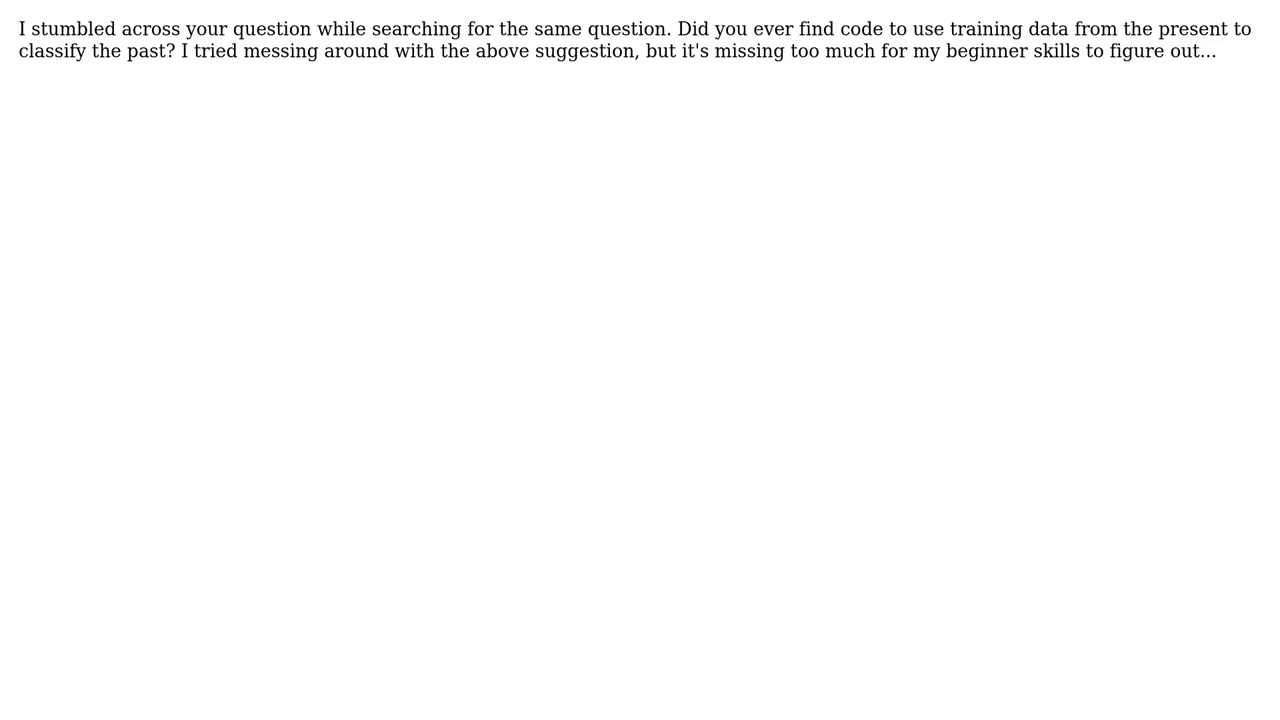 I stumbled across your question while searching for the same question. Did you ever find code to use training data from the present to
classify the past? I tried messing around with the above suggestion, but it's missing too much for my beginner skills to figure out...